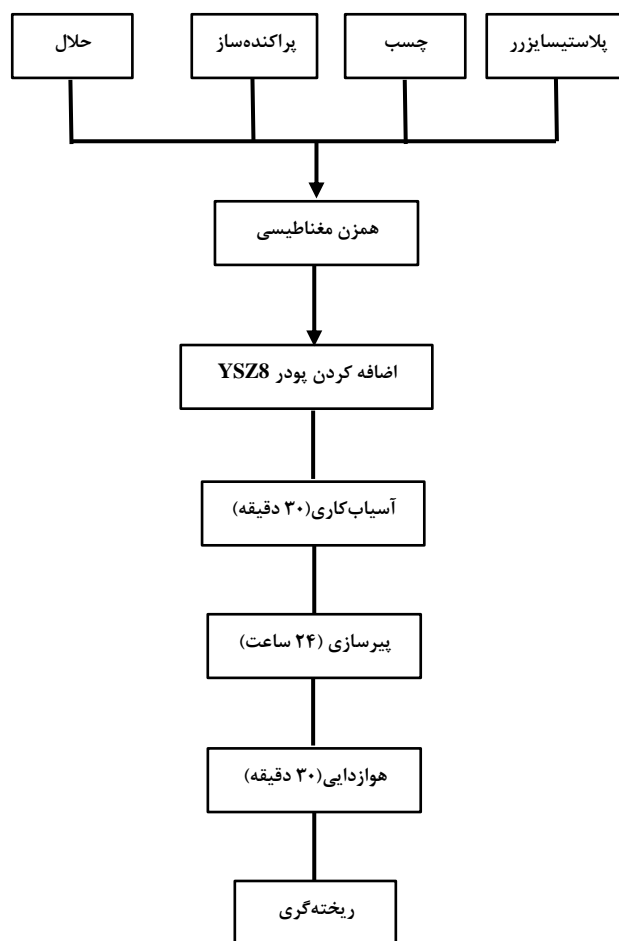 پلاستیسایزرر
چسب
پراکنده‌ساز
حلال
همزن مغناطیسی
اضافه کردن پودر YSZ8
آسیاب‌کاری(۳۰ دقیقه)
پیرسازی (۲۴ ساعت)
هوازدایی(۳۰ دقیقه)
ریخته‌گری